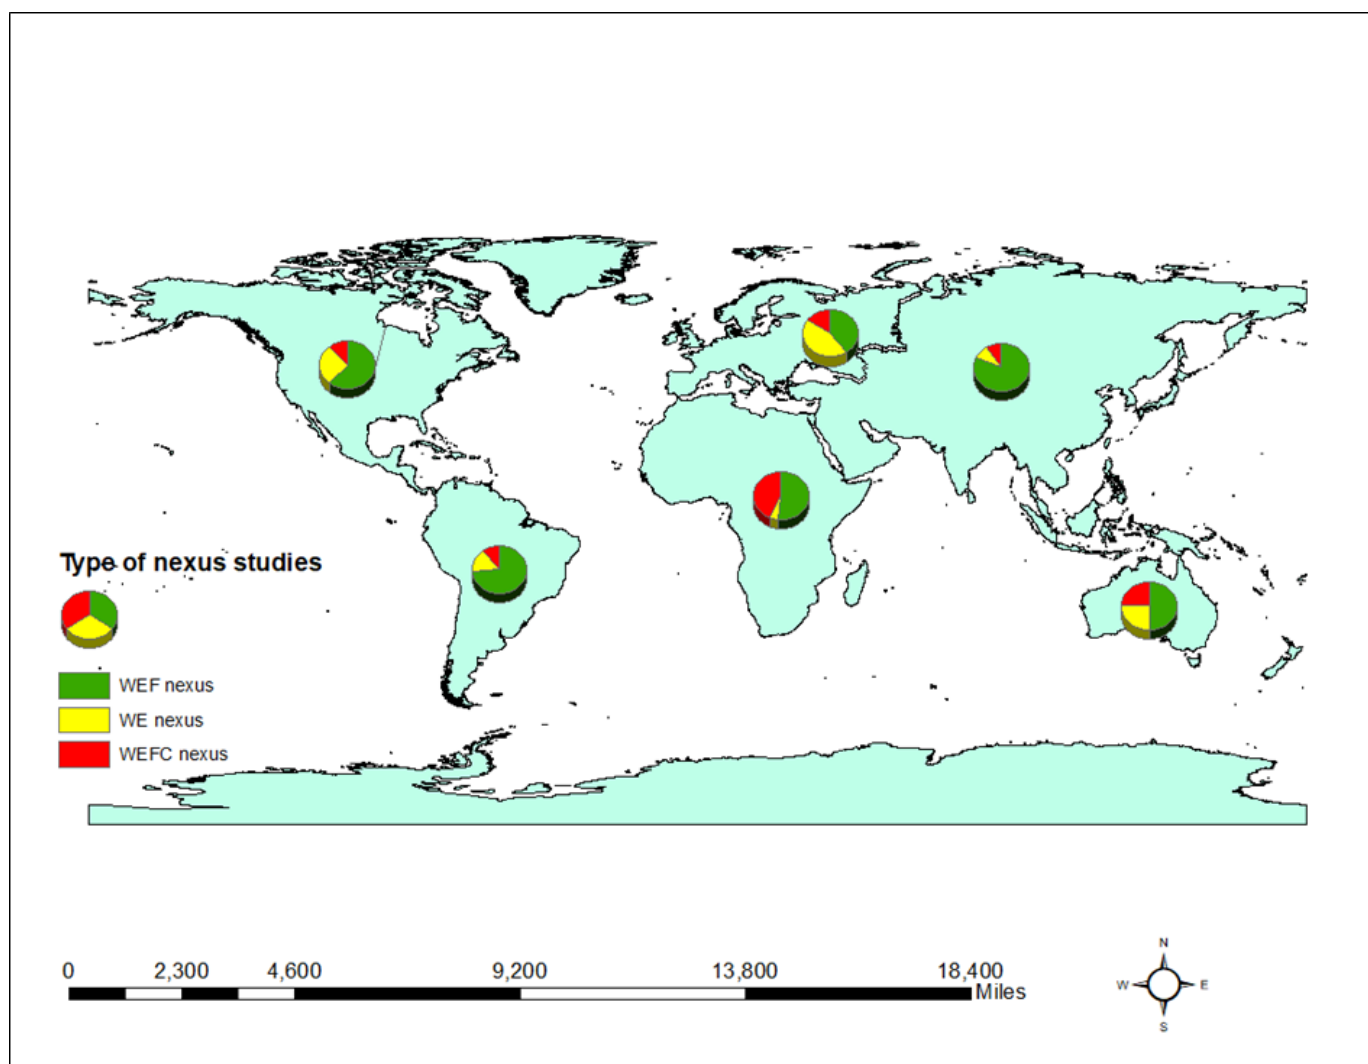 Type of nexus studies
WEF nexus
WE nexus
WEFC nexus
0 2,300 4,600 9,200 13,800 18,400
Miles
N
W E
S